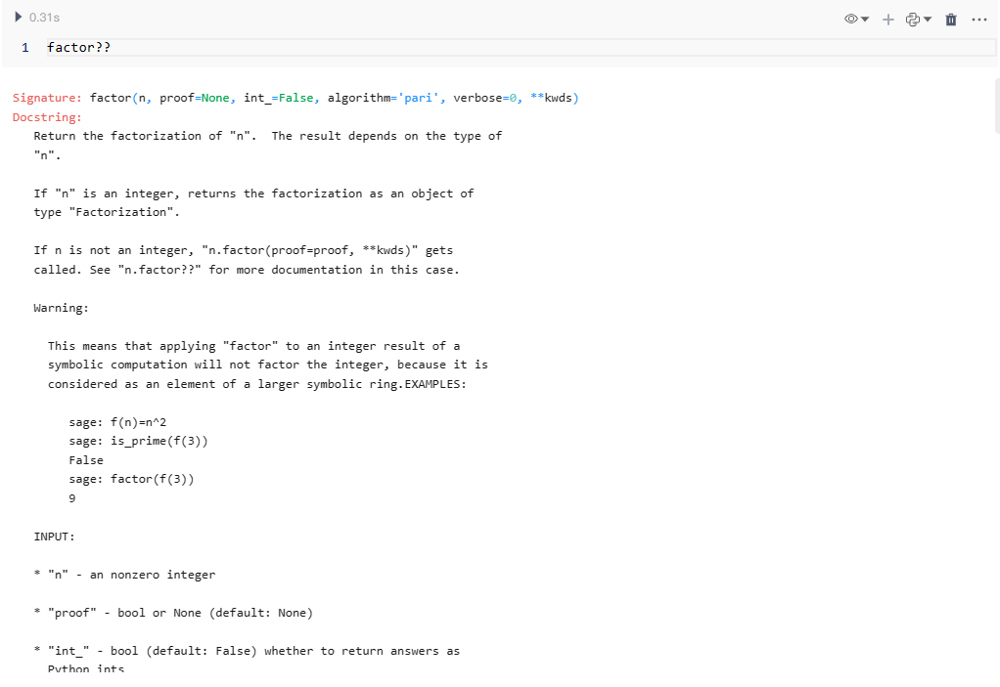 0.31s
1 factor??
Signature: factor(n, proof=None, int_=False, algorithm='pari', verbose=0, **kwds)
Docstring:
Return the factorization of "n".  The result depends on the type of
"n".
If "n" is an integer, returns the factorization as an object of
type "Factorization".
If n is not an integer, "n.factor(proof=proof, **kwds)" gets
called. See "n.factor??" for more documentation in this case.
Warning:
This means that applying "factor" to an integer result of a
symbolic computation will not factor the integer, because it is
considered as an element of a larger symbolic ring.EXAMPLES:
sage: f(n)=n^2
sage: is_prime(f(3))
False
sage: factor(f(3))
9
INPUT:
* "n" - an nonzero integer
* "proof" - bool or None (default: None)
* "int_" - bool (default: False) whether to return answers as
Python ints